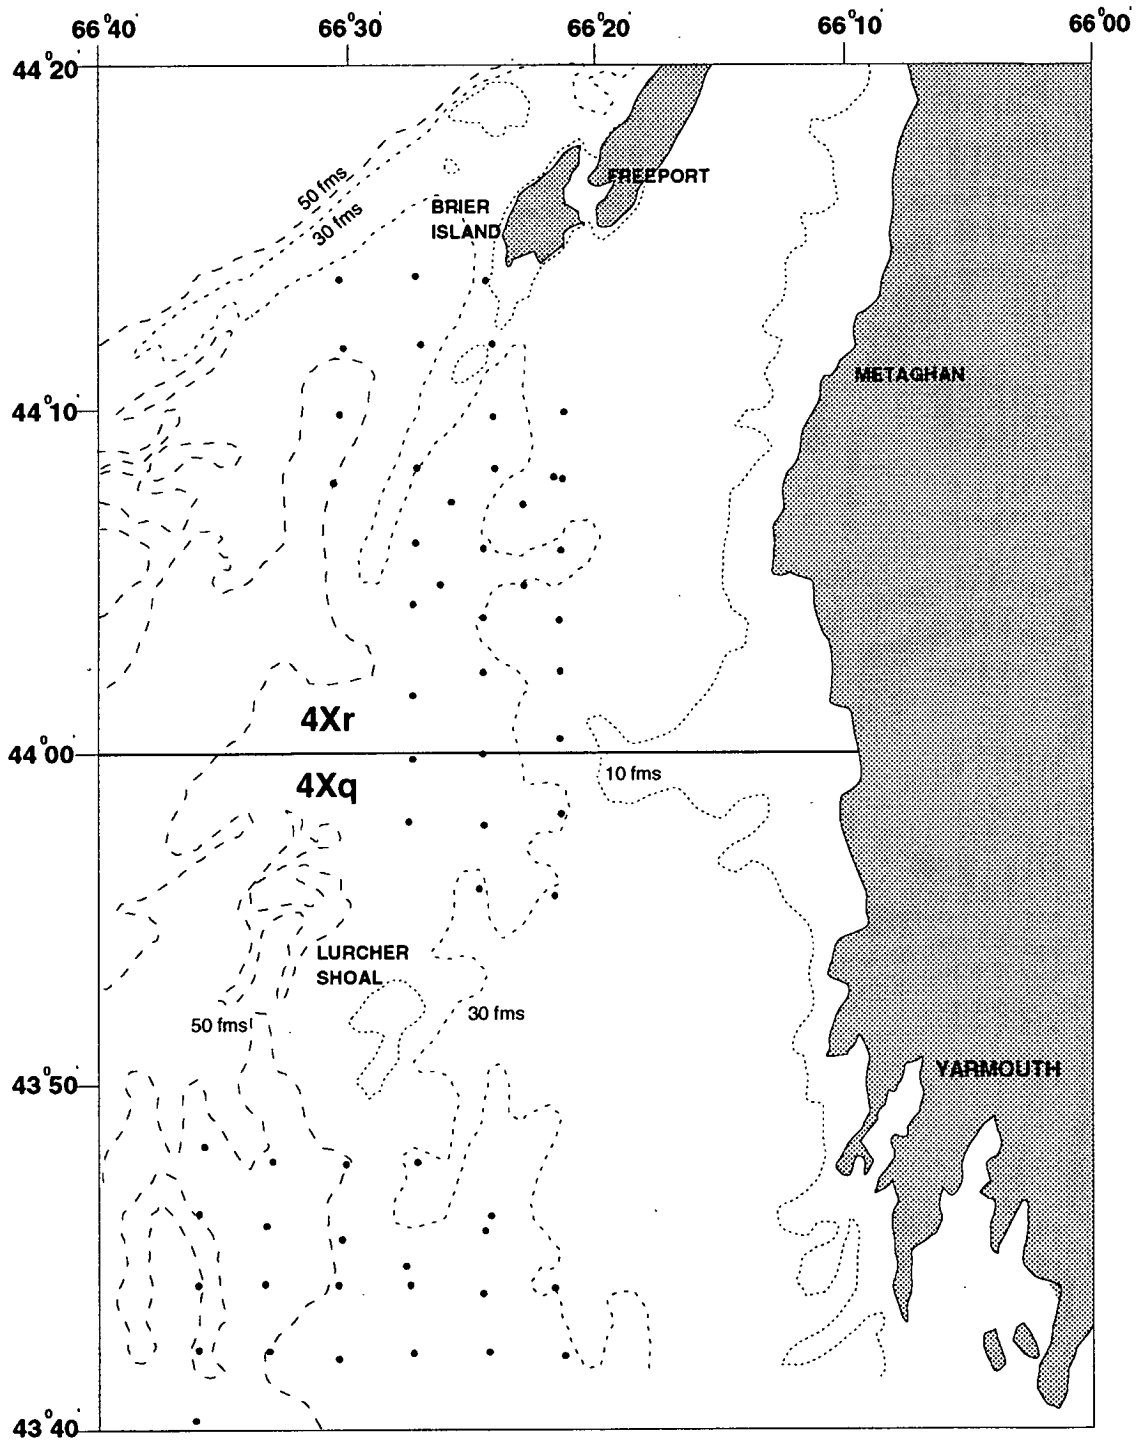 66°40' 66°30' 66°20' 66°10' 66°00'
44°20'
50 fms
30 fms
BRIER
ISLAND
FREEPORT
METAGHAN
44°10'
4Xr
44°00'
4Xq
10 fms
LURCHER
SHOAL
50 fms
30 fms
43°50'
YARMOUTH
43°40'